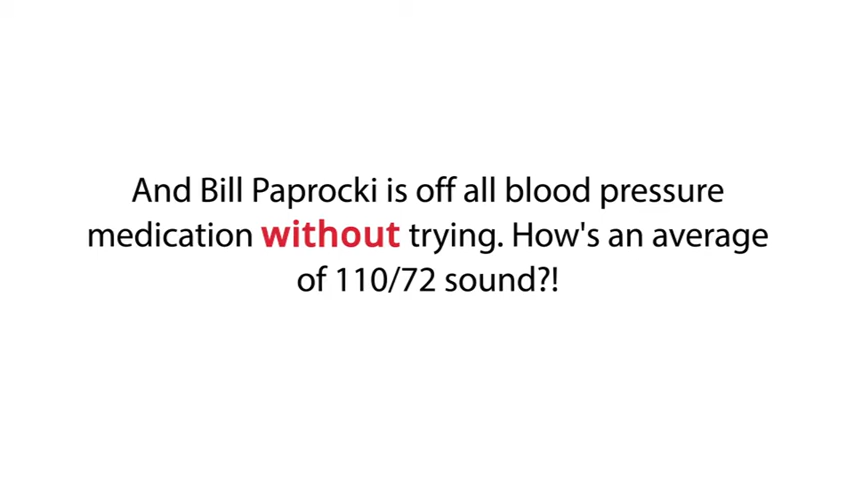 And Bill Paprocki is off all blood pressure
medication without trying. How's an average
of 110/72 sound?!